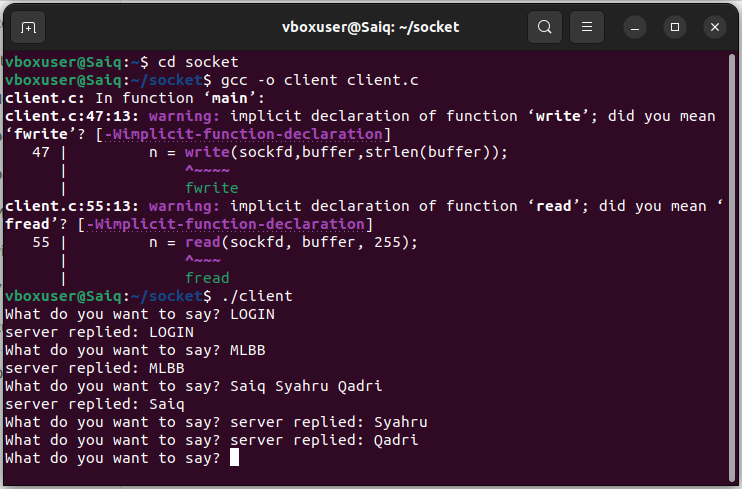 vboxuser@Saiq: ~/socket
vboxuser@Saiq:~$ cd socket
vboxuser@Saiq:~/socket$ gcc -o client client.c
client.c: In function ‘main’:
client.c:47:13: warning: implicit declaration of function ‘write’; did you mean
‘fwrite’? [-Wimplicit-function-declaration]
   47 |         n = write(sockfd,buffer,strlen(buffer));
      |             ^~~~~
      |             fwrite
client.c:55:13: warning: implicit declaration of function ‘read’; did you mean ‘
fread’? [-Wimplicit-function-declaration]
   55 |         n = read(sockfd, buffer, 255);
      |             ^~~~
      |             fread
vboxuser@Saiq:~/socket$ ./client
What do you want to say? LOGIN
server replied: LOGIN
What do you want to say? MLBB
server replied: MLBB
What do you want to say? Saiq Syahru Qadri
server replied: Saiq
What do you want to say? server replied: Syahru
What do you want to say? server replied: Qadri
What do you want to say?